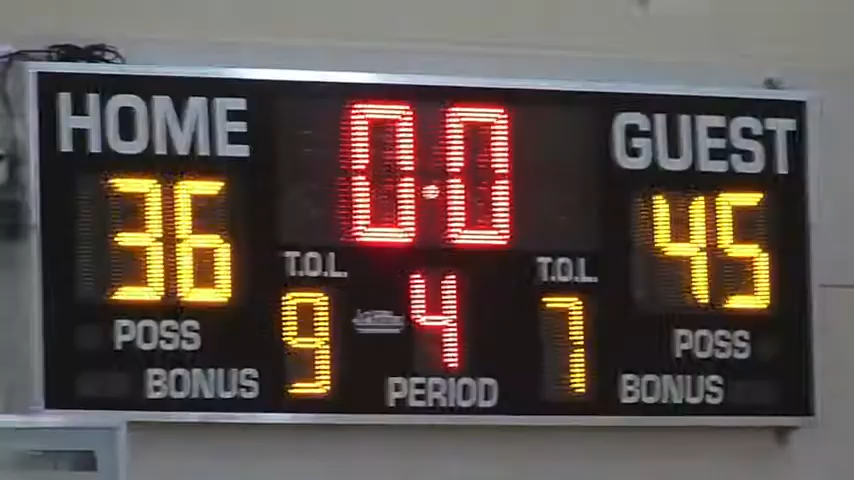 HOME 0.0 GUEST
36 45
T.O.L. T.O.L.
9 4 7
POSS POSS
BONUS PERIOD BONUS